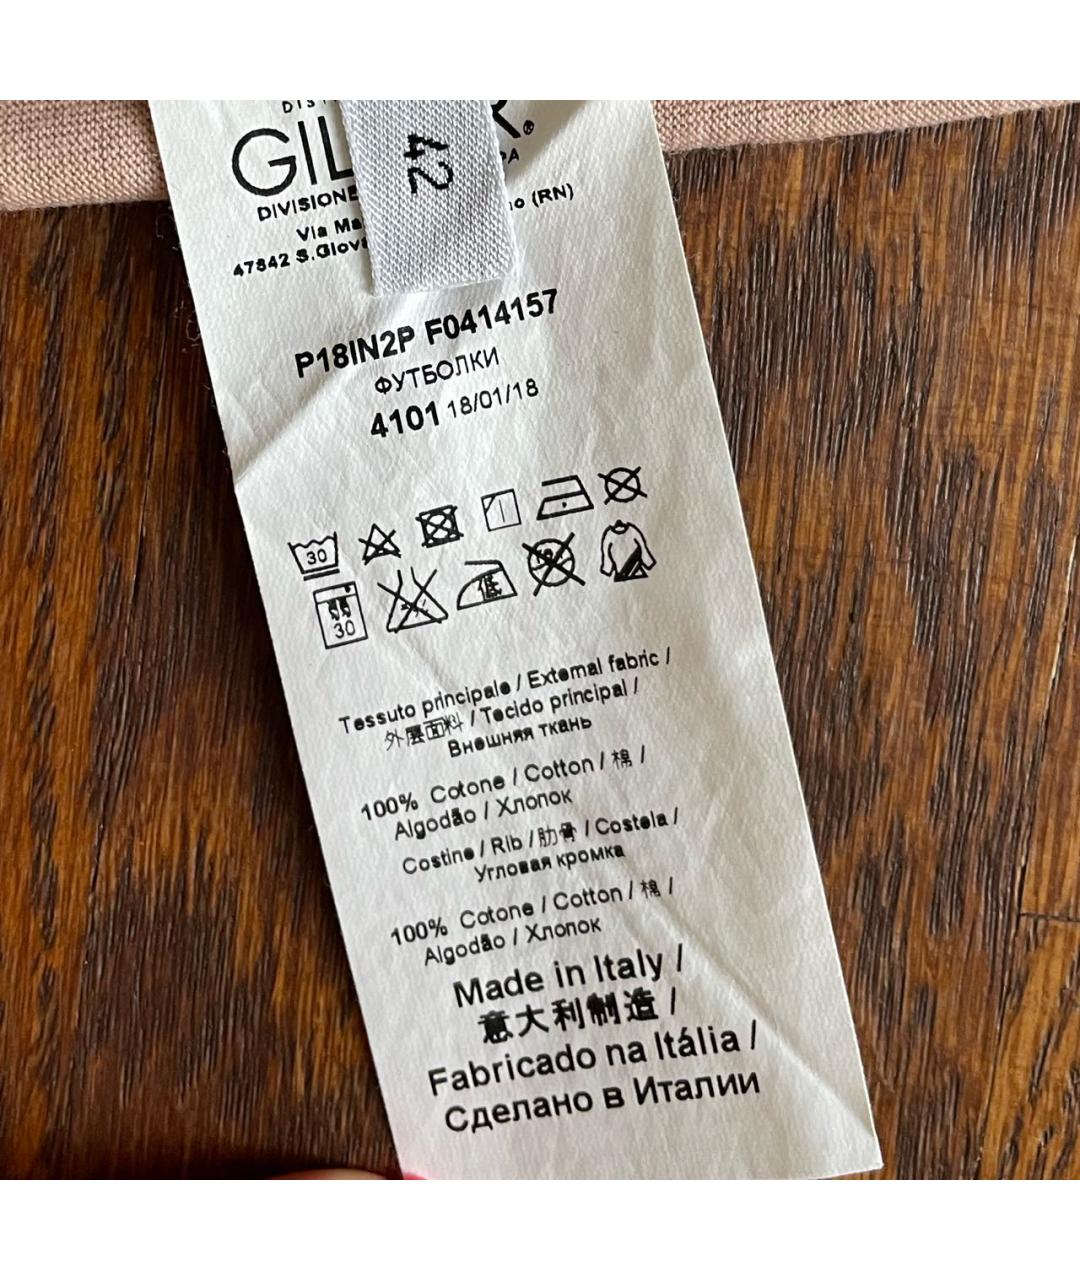 GIL
42
DIVISIONE
(RN)
Via
47842 S.Giov
P18IN2P F0414157
ФУТБОЛКИ
4101 18/01/18
30
30
低
Tessuto principale / External fabric /
外层面料 / Tecido principal /
Внешняя ткань
100% Cotone / Cotton / 棉 /
Algodão / Хлопок
Costine / Rib / 肋骨 / Costela /
Угловая кромка
100% Cotone / Cotton / 棉 /
Algodão / Хлопок
Made in Italy /
意大利制造 /
Fabricado na Itália /
Сделано в Италии